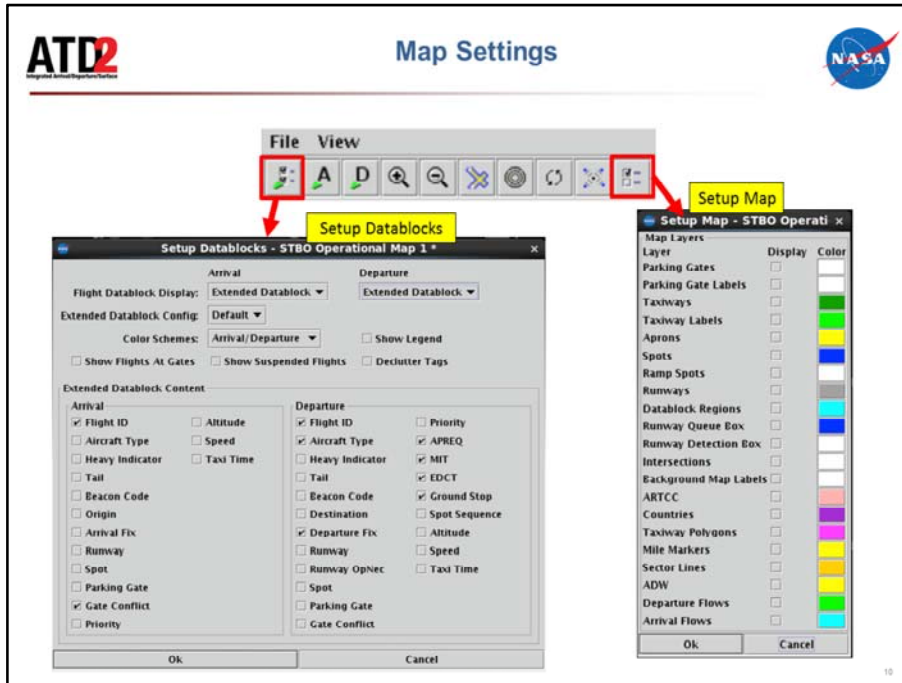 ATD2
Integrated Arrival/Departure/Surface
Map Settings
NASA
File View
A D
Setup Datablocks
Setup Map
Setup Datablocks - STBO Operational Map 1 * ×
Arrival Departure
Flight Datablock Display: Extended Datablock Extended Datablock
Extended Datablock Config: Default
Color Schemes: Arrival/Departure Show Legend
Show Flights At Gates Show Suspended Flights Declutter Tags
Extended Datablock Content
Arrival
Flight ID Altitude
Aircraft Type Speed
Heavy Indicator Taxi Time
Tail
Beacon Code
Origin
Arrival Fix
Runway
Spot
Parking Gate
Gate Conflict
Priority
Departure
Flight ID Priority
Aircraft Type APREQ
Heavy Indicator MIT
Tail EDCT
Beacon Code Ground Stop
Destination Spot Sequence
Departure Fix Altitude
Runway Speed
Runway OpNec Taxi Time
Spot
Parking Gate
Gate Conflict
Ok Cancel
Setup Map - STBO Operati ×
Map Layers
Layer Display Color
Parking Gates
Parking Gate Labels
Taxiways
Taxiway Labels
Aprons
Spots
Ramp Spots
Runways
Datablock Regions
Runway Queue Box
Runway Detection Box
Intersections
Background Map Labels
ARTCC
Countries
Taxiway Polygons
Mile Markers
Sector Lines
ADW
Departure Flows
Arrival Flows
Ok Cancel
10